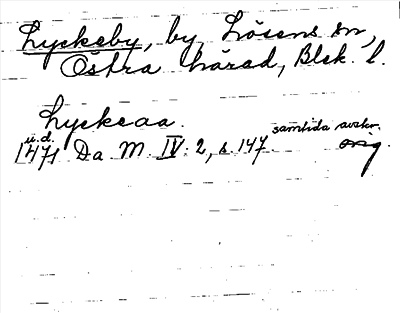 Lyckeby, by, Lösens sn,
Östra härad, Blek. l.
Lyckeaa.
u.d.
1471 Da M. IV: 2, s. 147 samtida avskr.
orig.